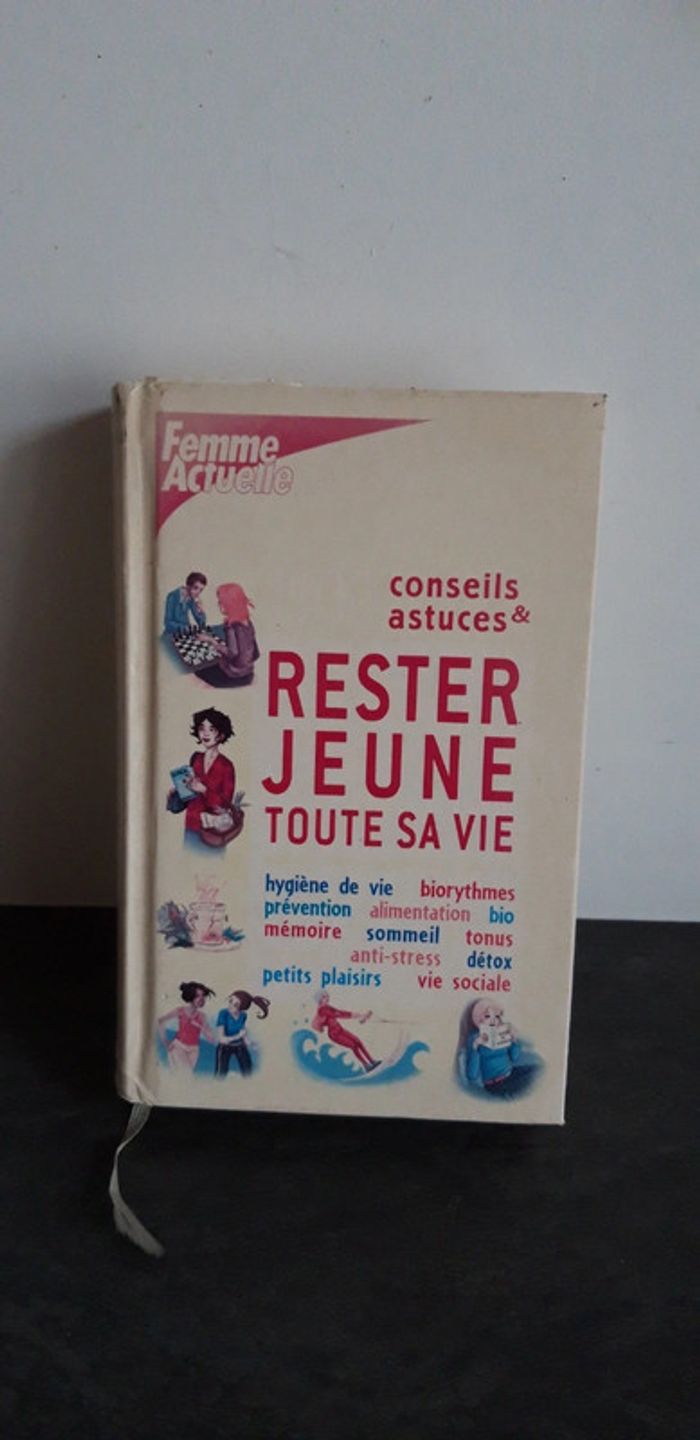 Femme
Actuelle
conseils
astuces &
RESTER
JEUNE
TOUTE SA VIE
hygiène de vie biorythmes
prévention alimentation bio
mémoire sommeil tonus
anti-stress détox
petits plaisirs vie sociale